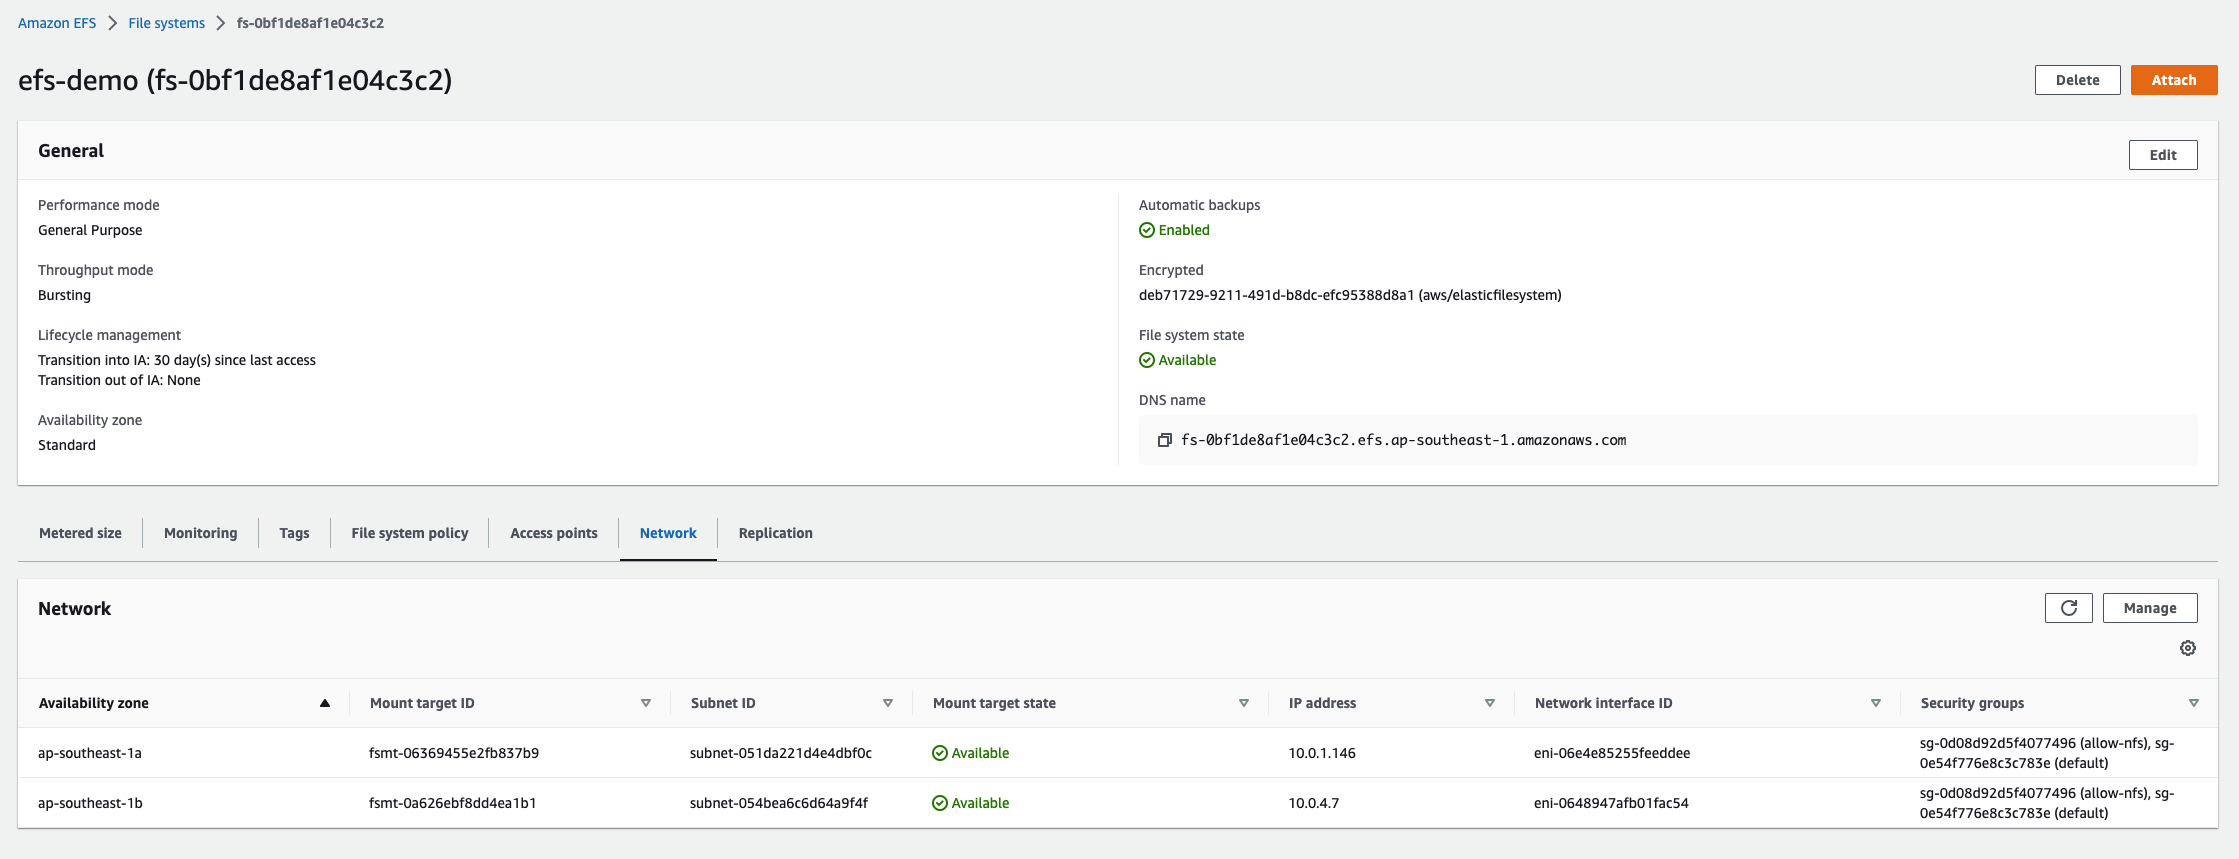 Amazon EFS > File systems > fs-0bf1de8af1e04c3c2
efs-demo (fs-0bf1de8af1e04c3c2)
Delete
Attach
General
Edit
Performance mode
General Purpose
Throughput mode
Bursting
Lifecycle management
Transition into IA: 30 day(s) since last access
Transition out of IA: None
Availability zone
Standard
Automatic backups
Enabled
Encrypted
deb71729-9211-491d-b8dc-efc95388d8a1 (aws/elasticfilesystem)
File system state
Available
DNS name
fs-0bf1de8af1e04c3c2.efs.ap-southeast-1.amazonaws.com
Metered size Monitoring Tags File system policy Access points Network Replication
Network
Manage
Availability zone Mount target ID Subnet ID Mount target state IP address Network interface ID Security groups
ap-southeast-1a fsmt-06369455e2fb837b9 subnet-051da221d4e4dbf0c Available 10.0.1.146 eni-06e4e85255feeddee sg-0d08d92d5f4077496 (allow-nfs), sg-
0e54f776e8c3c783e (default)
ap-southeast-1b fsmt-0a626ebf8dd4ea1b1 subnet-054bea6c6d64a9f4f Available 10.0.4.7 eni-0648947afb01fac54 sg-0d08d92d5f4077496 (allow-nfs), sg-
0e54f776e8c3c783e (default)